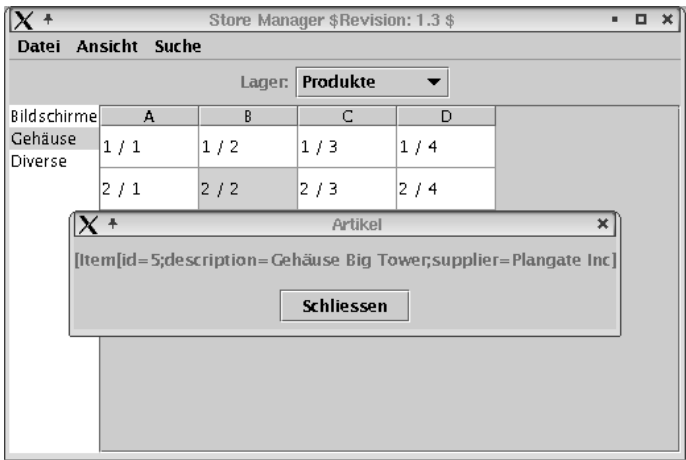 Store Manager $Revision: 1.3 $
Datei Ansicht Suche
Lager: Produkte
Bildschirme
Gehäuse
Diverse
A B C D
1 / 1 1 / 2 1 / 3 1 / 4
2 / 1 2 / 2 2 / 3 2 / 4
Artikel
[Item[id=5;description=Gehäuse Big Tower;supplier=Plangate Inc]
Schliessen